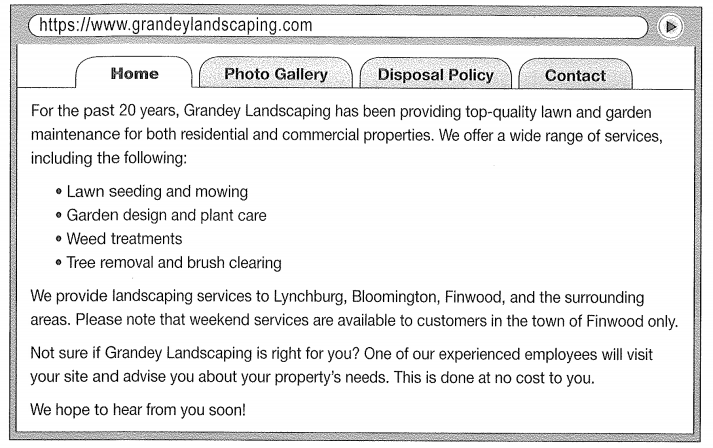 https://www.grandeylandscaping.com
Home Photo Gallery Disposal Policy Contact
For the past 20 years, Grandey Landscaping has been providing top-quality lawn and garden
maintenance for both residential and commercial properties. We offer a wide range of services,
including the following:
• Lawn seeding and mowing
• Garden design and plant care
• Weed treatments
• Tree removal and brush clearing
We provide landscaping services to Lynchburg, Bloomington, Finwood, and the surrounding
areas. Please note that weekend services are available to customers in the town of Finwood only.
Not sure if Grandey Landscaping is right for you? One of our experienced employees will visit
your site and advise you about your property's needs. This is done at no cost to you.
We hope to hear from you soon!